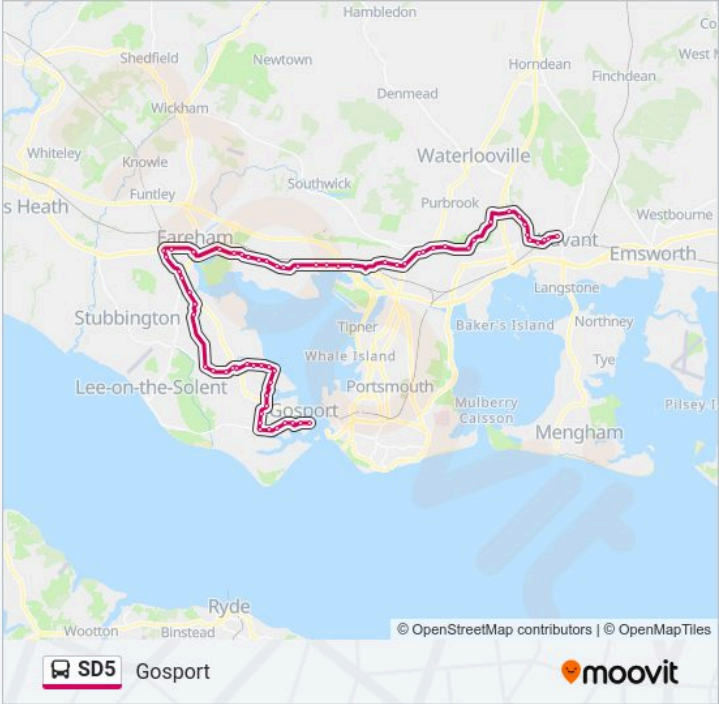 Hambledon
Shedfield
Newtown
Horndean
Finchdean
West M
Co
Denmead
Wickham
Whiteley
Knowle
Waterlooville
Southwick
Funtley
s Heath
Purbrook
Westbourne
Fareham
vant
Emsworth
Langstone
Stubbington
Tipner
Baker's Island
Northney
Whale Island
Tye
Lee-on-the-Solent
Portsmouth
Mulberry
Caisson
Pilsey I
Gosport
Mengham
Ryde
Wootton
Binstead
© OpenStreetMap contributors | © OpenMapTiles
SD5 Gosport
moovit